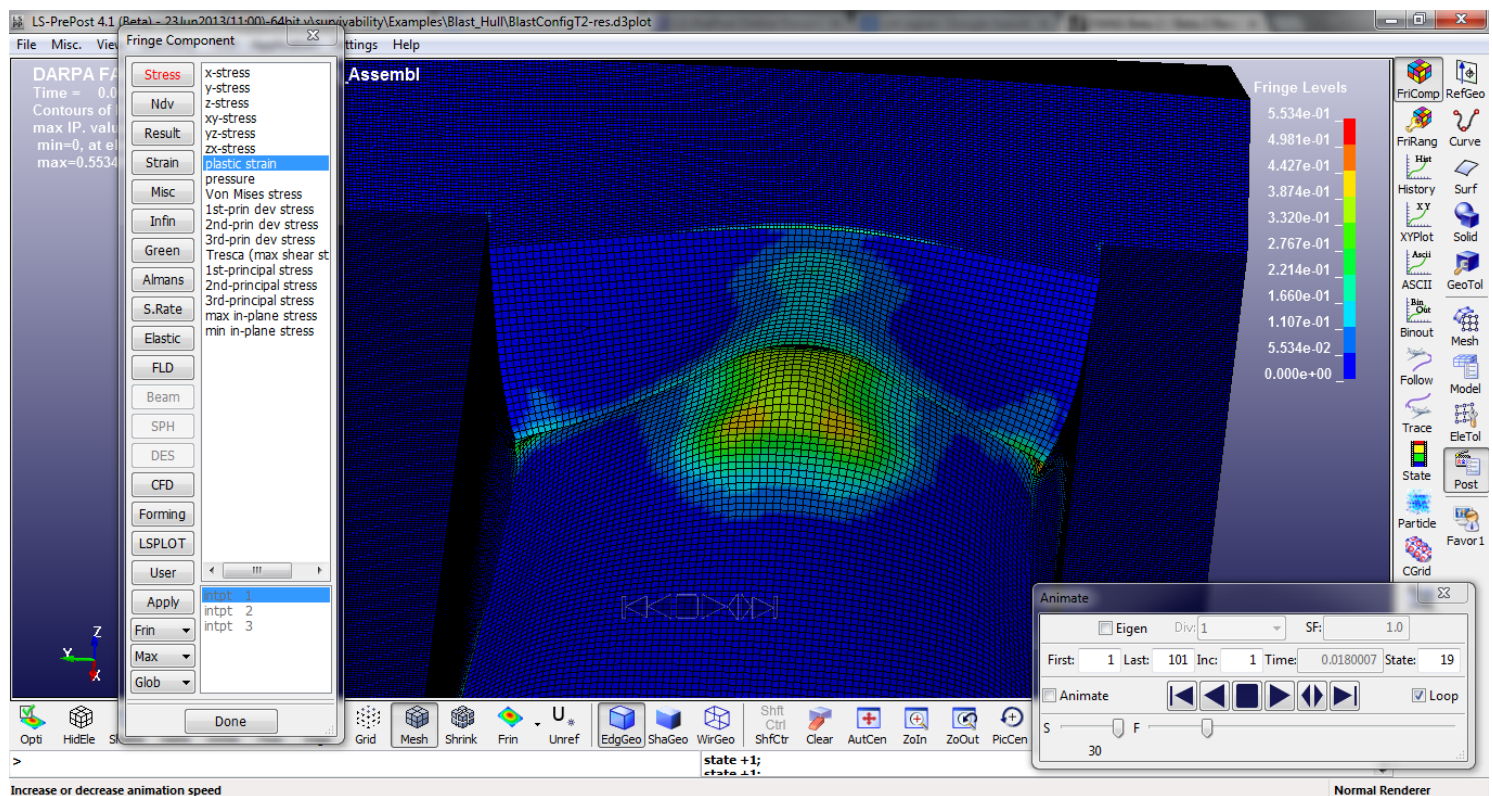 LS-PrePost 4.1 (Beta) - 23Jun2013(11:00)-64bit y\survivability\Examples\Blast_Hull\BlastConfigT2-res.d3plot
File Misc. View ttings Help
Fringe Component
DARPA FA _Assembl
Time = 0.0
Contours of
max IP. valu
min=0, at el
max=0.5534
Stress
Ndv
Result
Strain
Misc
Infin
Green
Almans
S.Rate
Elastic
FLD
Beam
SPH
DES
CFD
Forming
LSPLOT
User
Apply
Frin
Max
Glob
x-stress
y-stress
z-stress
xy-stress
yz-stress
zx-stress
plastic strain
pressure
Von Mises stress
1st-prin dev stress
2nd-prin dev stress
3rd-prin dev stress
Tresca (max shear st
1st-principal stress
2nd-principal stress
3rd-principal stress
max in-plane stress
min in-plane stress
intpt 1
intpt 2
intpt 3
Done
Z
Y
X
Fringe Levels
5.534e-01
4.981e-01
4.427e-01
3.874e-01
3.320e-01
2.767e-01
2.214e-01
1.660e-01
1.107e-01
5.534e-02
0.000e+00
FriComp RefGeo
FriRang Curve
Hist
History Surf
XY
XYPlot Solid
Ascii
ASCII GeoTol
Bin
Out
Binout Mesh
Follow Model
Trace EleTol
State Post
Particle Favor1
CGrid
Animate
Eigen Div: 1 SF: 1.0
First: 1 Last: 101 Inc: 1 Time: 0.0180007 State: 19
Animate Loop
S F
30
Opti HidEle Grid Mesh Shrink Frin Unref EdgGeo ShaGeo WirGeo ShfCtr Clear AutCen ZoIn ZoOut PicCen
Shft
Ctrl
>
state +1;
state +1;
Increase or decrease animation speed Normal Renderer